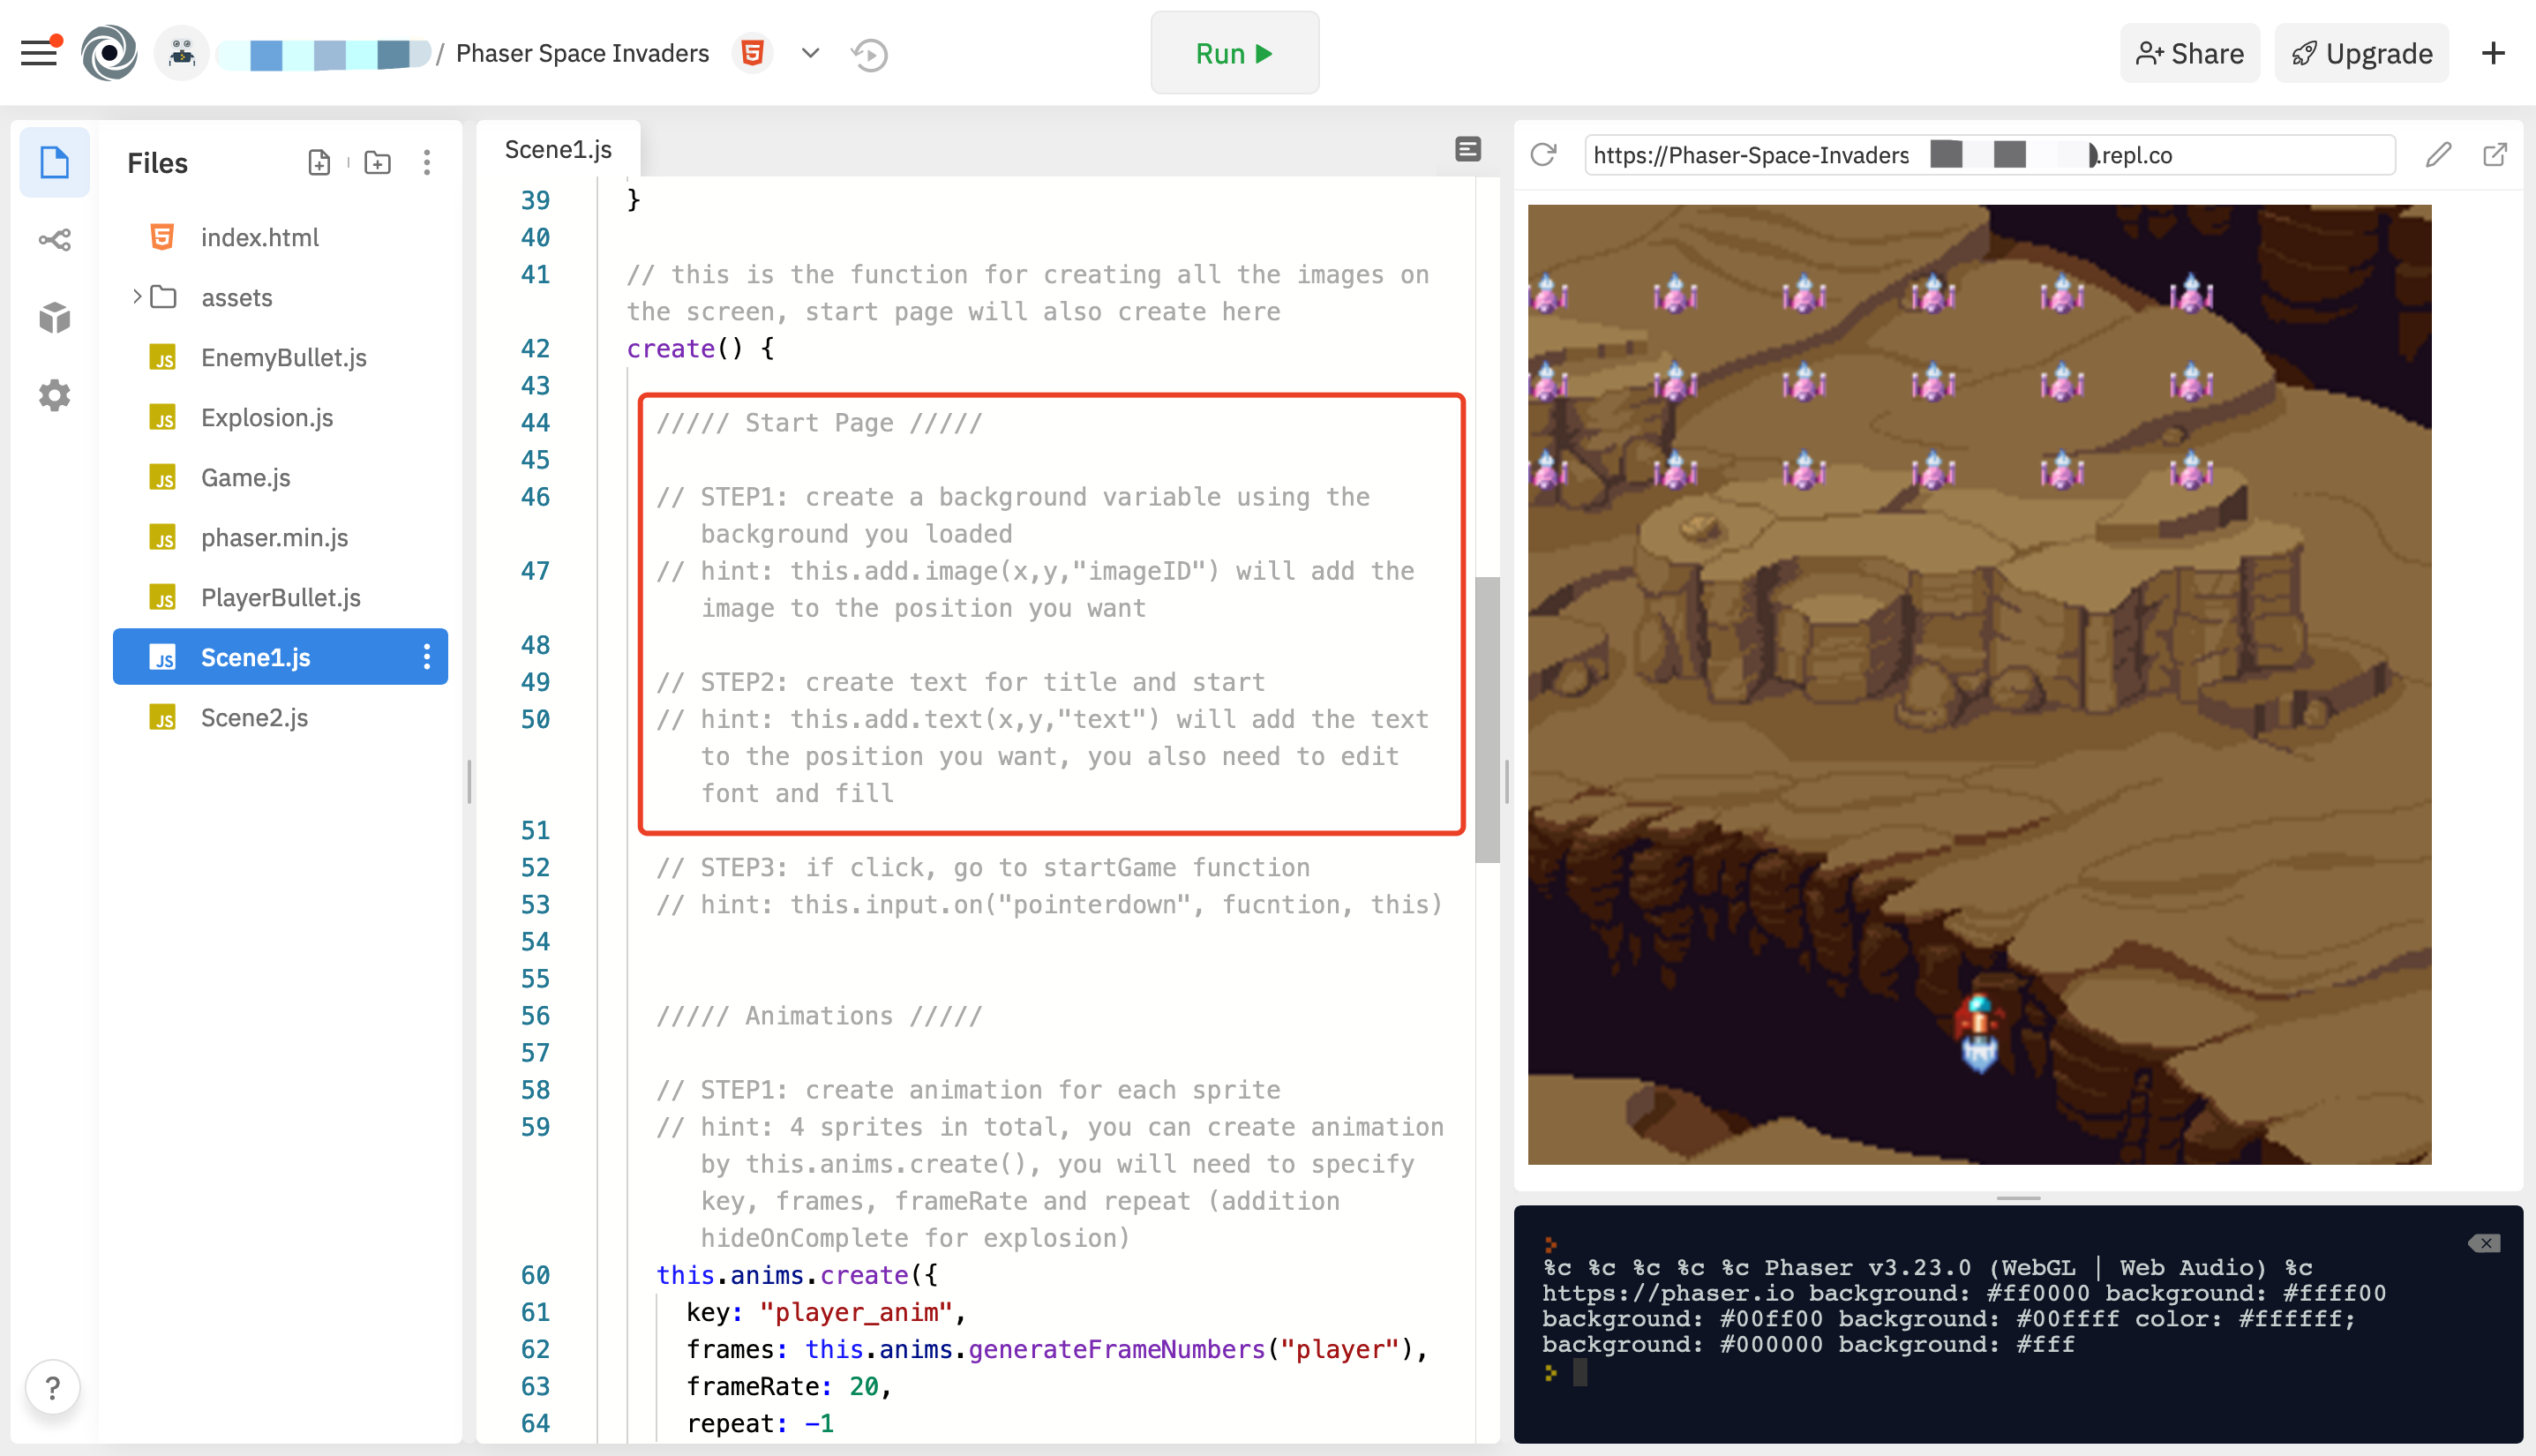 / Phaser Space Invaders
Run
Share
Upgrade
Files
index.html
assets
EnemyBullet.js
Explosion.js
Game.js
phaser.min.js
PlayerBullet.js
Scene1.js
Scene2.js
?
Scene1.js
39 }
40
41 // this is the function for creating all the images on
the screen, start page will also create here
42 create() {
43
44 ///// Start Page /////
45
46 // STEP1: create a background variable using the
background you loaded
47 // hint: this.add.image(x,y,"imageID") will add the
image to the position you want
48
49 // STEP2: create text for title and start
50 // hint: this.add.text(x,y,"text") will add the text
to the position you want, you also need to edit
font and fill
51
52 // STEP3: if click, go to startGame function
53 // hint: this.input.on("pointerdown", fucntion, this)
54
55
56 ///// Animations /////
57
58 // STEP1: create animation for each sprite
59 // hint: 4 sprites in total, you can create animation
by this.anims.create(), you will need to specify
key, frames, frameRate and repeat (addition
hideOnComplete for explosion)
60 this.anims.create({
61 key: "player_anim",
62 frames: this.anims.generateFrameNumbers("player"),
63 frameRate: 20,
64 repeat: -1
https://Phaser-Space-Invaders .repl.co
%c %c %c %c %c Phaser v3.23.0 (WebGL | Web Audio) %c
https://phaser.io background: #ff0000 background: #ffff00
background: #00ff00 background: #00ffff color: #ffffff;
background: #000000 background: #fff